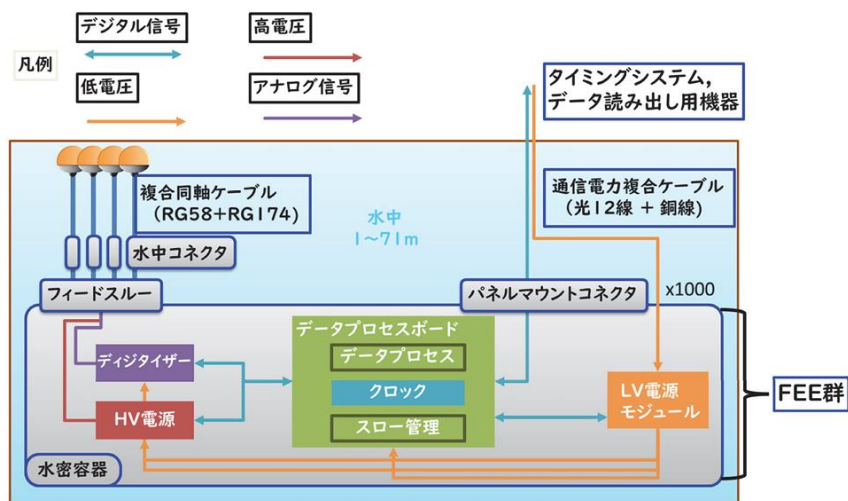 凡例
デジタル信号
高電圧
低電圧
アナログ信号
タイミングシステム,
データ読み出し用機器
複合同軸ケーブル
(RG58+RG174)
水中
1~71m
通信電力複合ケーブル
(光12線 + 銅線)
水中コネクタ
フィードスルー
パネルマウントコネクタ
x1000
データプロセスボード
データプロセス
クロック
スロー管理
ディジタイザー
HV電源
LV電源
モジュール
FEE群
水密容器